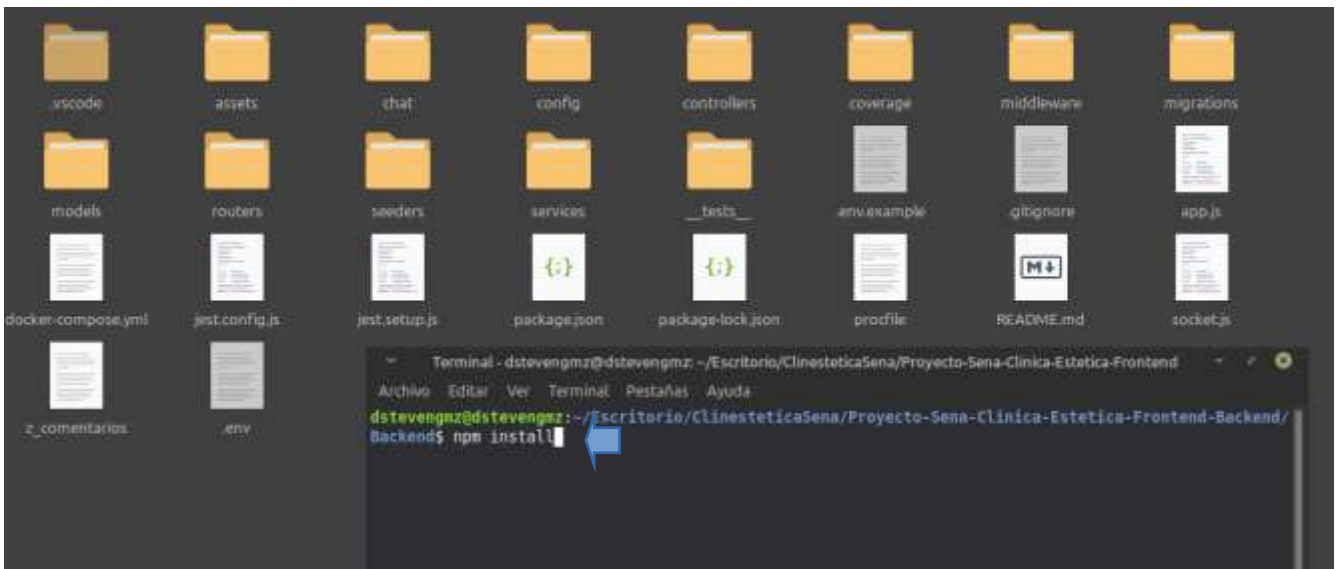 .vscode
assets
chat
config
controllers
coverage
middleware
migrations
models
routers
seeders
services
__tests__
env.example
.gitignore
app.js
docker-compose.yml
jest.config.js
jest.setup.js
{;}
package.json
{;}
package-lock.json
procfile
M↓
README.md
socket.js
z_comentarios
.env
Terminal - dstevengmz@dstevengmz: ~/Escritorio/ClinesteticaSena/Proyecto-Sena-Clinica-Estetica-Frontend
Archivo Editar Ver Terminal Pestañas Ayuda
dstevengmz@dstevengmz:~/Escritorio/ClinesteticaSena/Proyecto-Sena-Clinica-Estetica-Frontend-Backend/
Backend$ npm install